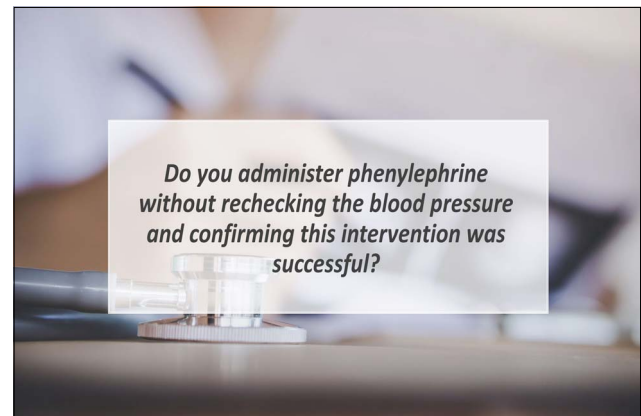 Do you administer phenylephrine
without rechecking the blood pressure
and confirming this intervention was
successful?